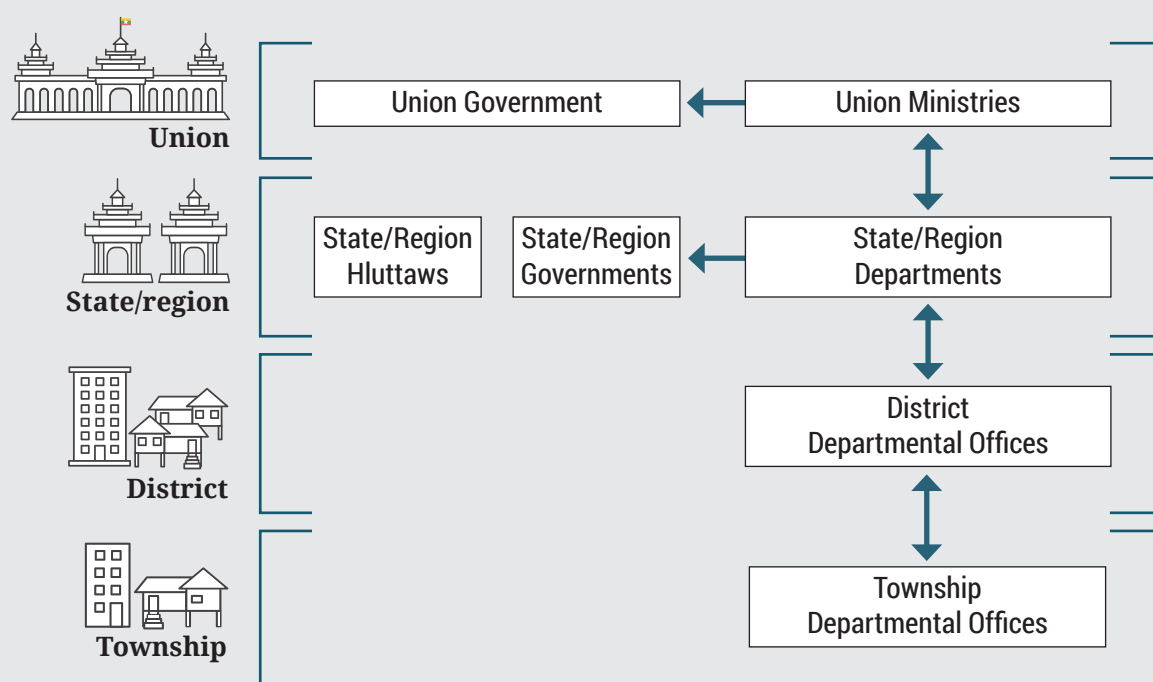 Union
Union Government
Union Ministries
State/region
State/Region
Hluttaws
State/Region
Governments
State/Region
Departments
District
District
Departmental Offices
Township
Township
Departmental Offices